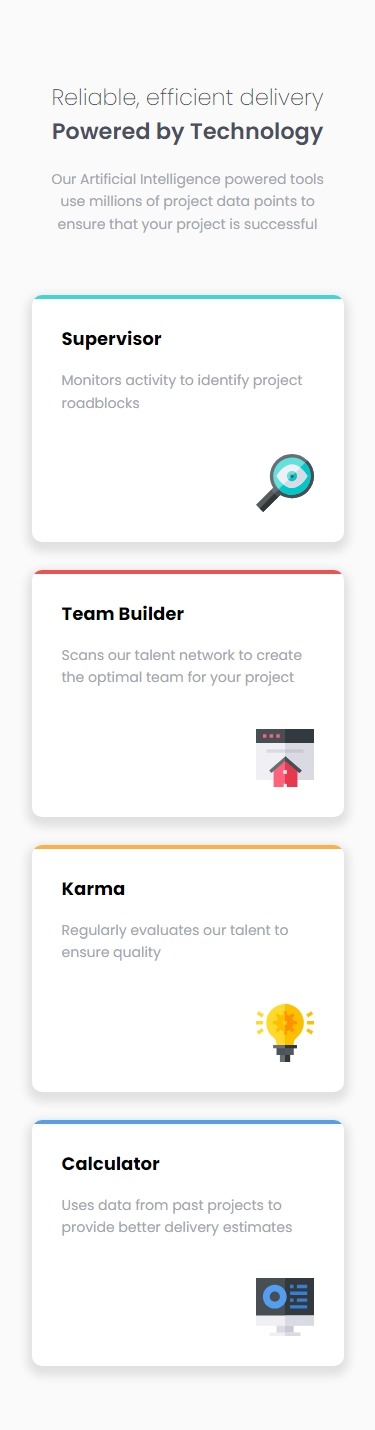 Reliable, efficient delivery
Powered by Technology
Our Artificial Intelligence powered tools
use millions of project data points to
ensure that your project is successful
Supervisor
Monitors activity to identify project
roadblocks
Team Builder
Scans our talent network to create
the optimal team for your project
Karma
Regularly evaluates our talent to
ensure quality
Calculator
Uses data from past projects to
provide better delivery estimates